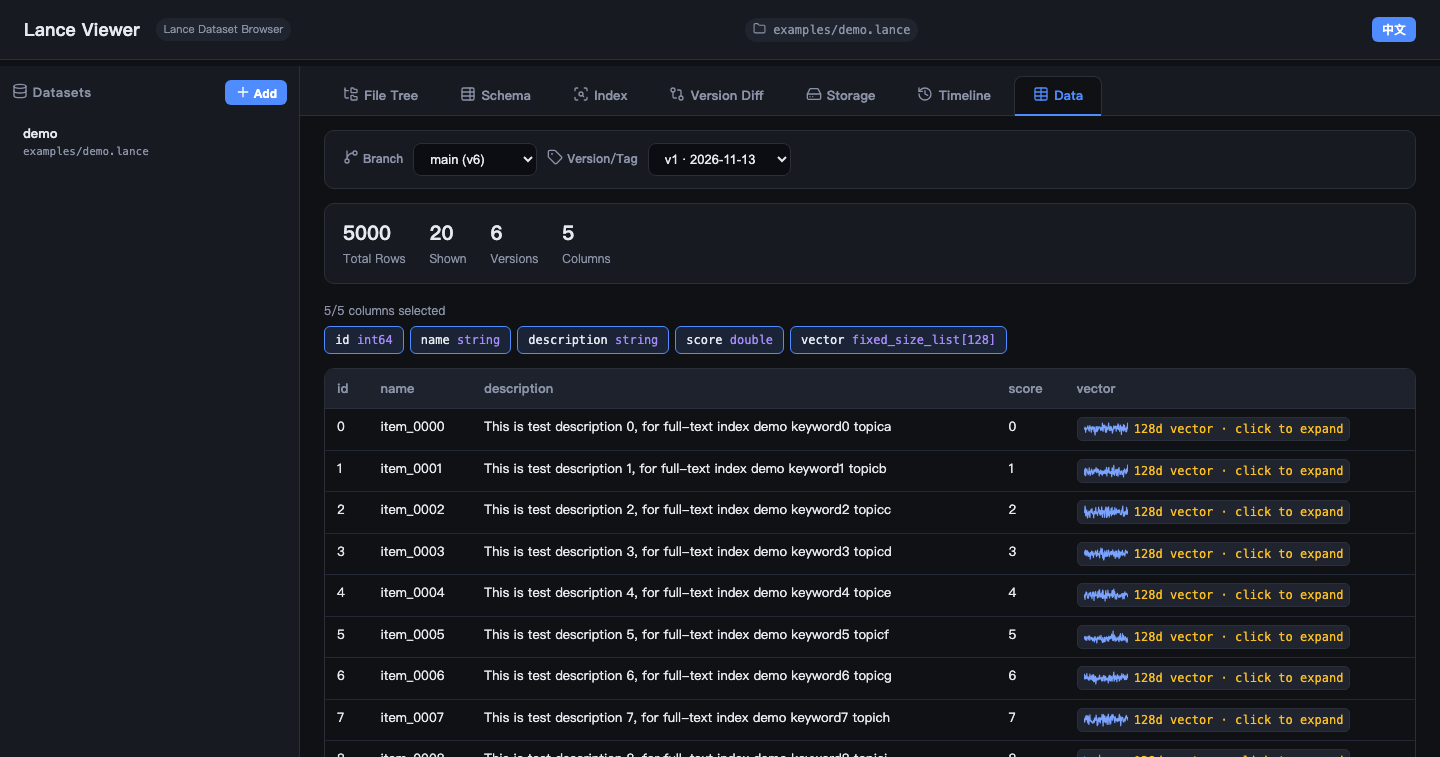 Lance Viewer Lance Dataset Browser examples/demo.lance 中文
Datasets + Add
demo
examples/demo.lance
File Tree Schema Index Version Diff Storage Timeline Data
Branch main (v6) Version/Tag v1 · 2026-11-13
5000 20 6 5
Total Rows Shown Versions Columns
5/5 columns selected
id int64 name string description string score double vector fixed_size_list[128]
id name description score vector
0 item_0000 This is test description 0, for full-text index demo keyword0 topica 0 128d vector · click to expand
1 item_0001 This is test description 1, for full-text index demo keyword1 topicb 1 128d vector · click to expand
2 item_0002 This is test description 2, for full-text index demo keyword2 topicc 2 128d vector · click to expand
3 item_0003 This is test description 3, for full-text index demo keyword3 topicd 3 128d vector · click to expand
4 item_0004 This is test description 4, for full-text index demo keyword4 topice 4 128d vector · click to expand
5 item_0005 This is test description 5, for full-text index demo keyword5 topicf 5 128d vector · click to expand
6 item_0006 This is test description 6, for full-text index demo keyword6 topicg 6 128d vector · click to expand
7 item_0007 This is test description 7, for full-text index demo keyword7 topich 7 128d vector · click to expand